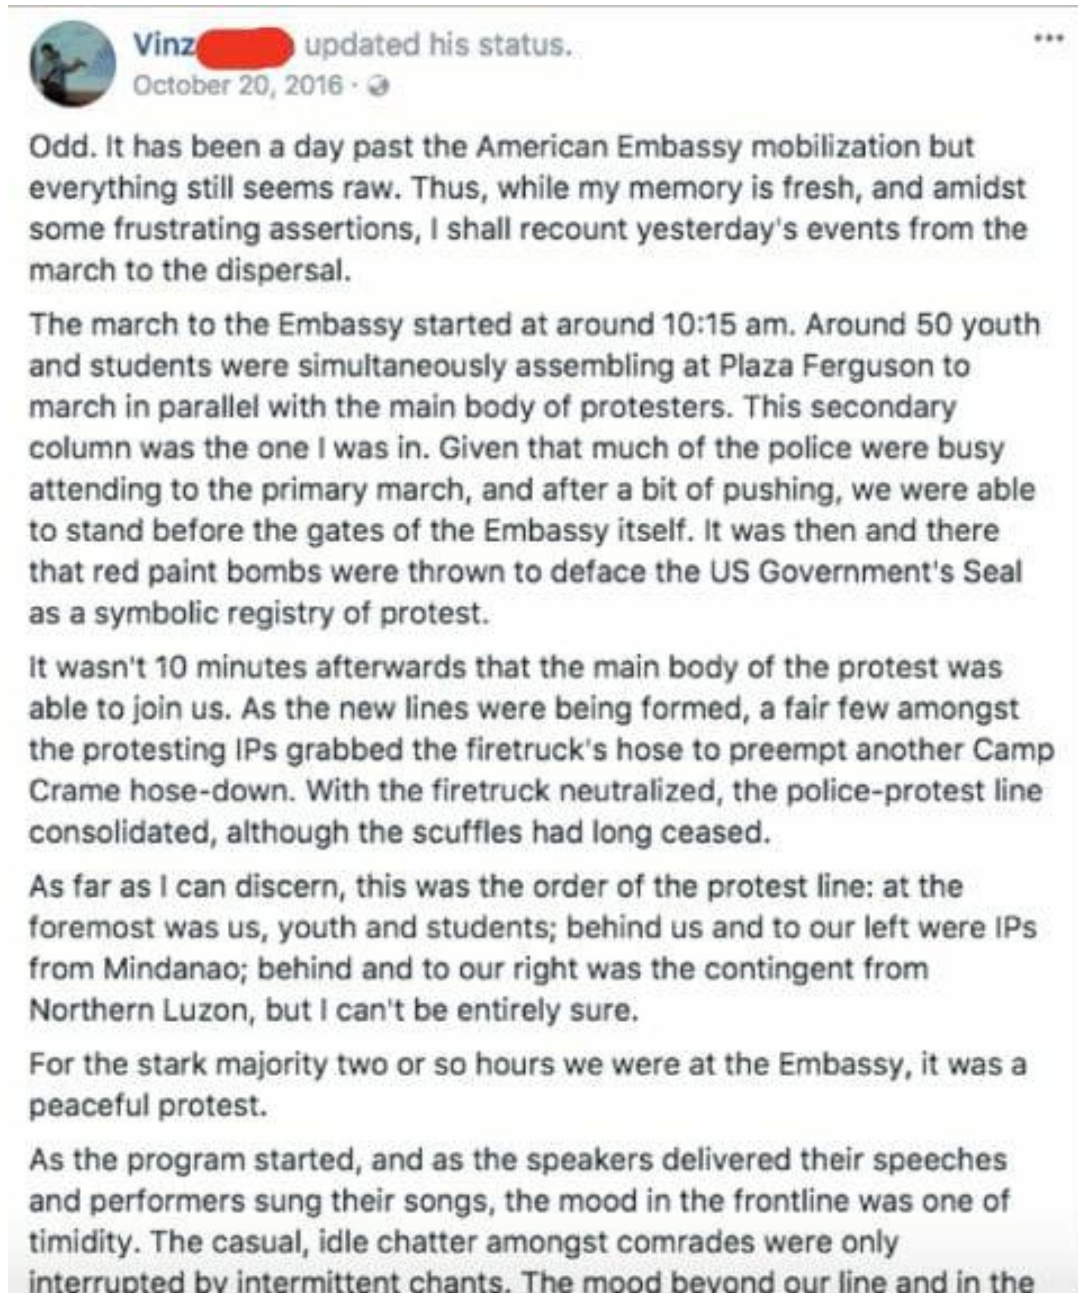 Vinz updated his status.
October 20, 2016 ·
Odd. It has been a day past the American Embassy mobilization but
everything still seems raw. Thus, while my memory is fresh, and amidst
some frustrating assertions, I shall recount yesterday's events from the
march to the dispersal.
The march to the Embassy started at around 10:15 am. Around 50 youth
and students were simultaneously assembling at Plaza Ferguson to
march in parallel with the main body of protesters. This secondary
column was the one I was in. Given that much of the police were busy
attending to the primary march, and after a bit of pushing, we were able
to stand before the gates of the Embassy itself. It was then and there
that red paint bombs were thrown to deface the US Government's Seal
as a symbolic registry of protest.
It wasn't 10 minutes afterwards that the main body of the protest was
able to join us. As the new lines were being formed, a fair few amongst
the protesting IPs grabbed the firetruck's hose to preempt another Camp
Crame hose-down. With the firetruck neutralized, the police-protest line
consolidated, although the scuffles had long ceased.
As far as I can discern, this was the order of the protest line: at the
foremost was us, youth and students; behind us and to our left were IPs
from Mindanao; behind and to our right was the contingent from
Northern Luzon, but I can't be entirely sure.
For the stark majority two or so hours we were at the Embassy, it was a
peaceful protest.
As the program started, and as the speakers delivered their speeches
and performers sung their songs, the mood in the frontline was one of
timidity. The casual, idle chatter amongst comrades were only
interrupted by intermittent chants. The mood beyond our line and in the